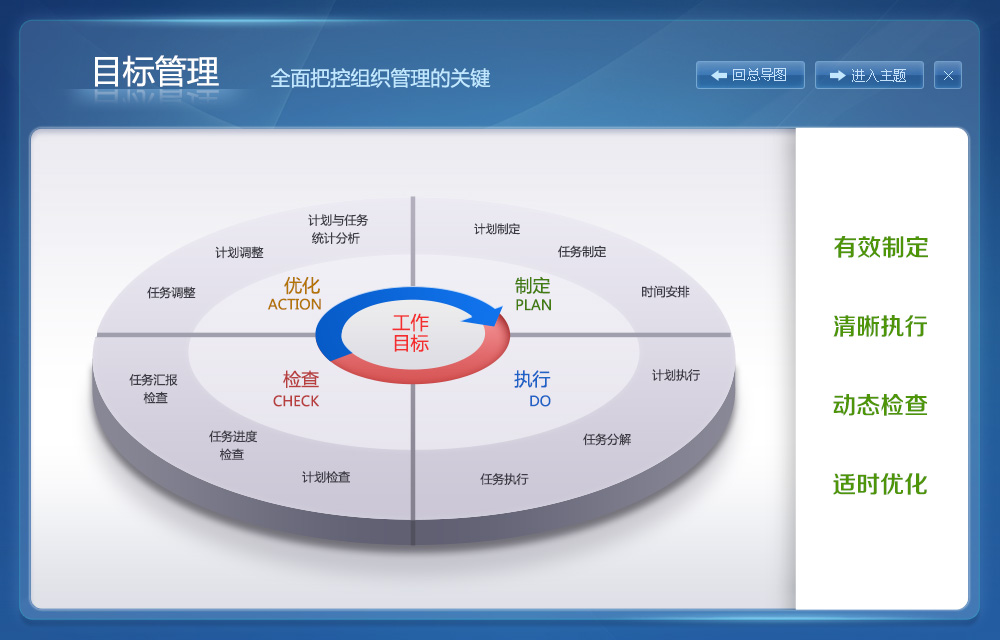 目标管理
全面把控组织管理的关键
回总导图
进入主题
计划与任务
统计分析
计划调整
任务调整
优化
ACTION
计划制定
任务制定
时间安排
制定
PLAN
工作
目标
检查
CHECK
任务汇报
检查
任务进度
检查
计划检查
执行
DO
计划执行
任务分解
任务执行
有效制定
清晰执行
动态检查
适时优化